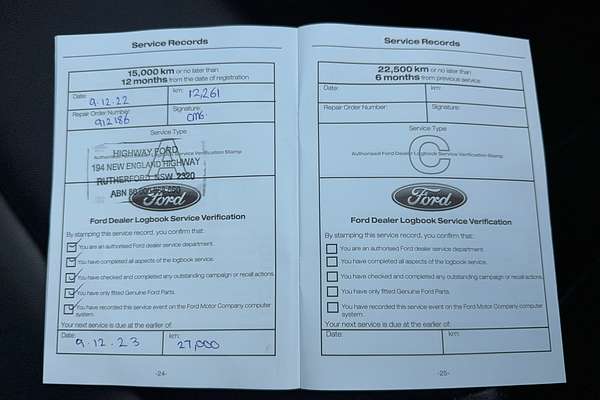 Service Records
15,000 km or no later than
12 months from the date of registration
Date: 9.12.22
km: 12,261
Repair Order Number: 912186
Signature:
Service Type
A
Authorised Ford Dealer Logbook Service Verification Stamp
HIGHWAY FORD
194 NEW ENGLAND HIGHWAY
RUTHERFORD NSW 2320
ABN
Ford
Ford Dealer Logbook Service Verification
By stamping this service record, you confirm that:
You are an authorised Ford dealer service department.
You have completed all aspects of the logbook service.
You have checked and completed any outstanding campaign or recall actions.
You have only fitted Genuine Ford Parts.
You have recorded this service event on the Ford Motor Company computer
system.
Your next service is due at the earlier of:
Date: 9.12.23
km: 27,000
-24-
Service Records
22,500 km or no later than
6 months from previous service
Date:
km:
Repair Order Number:
Signature:
Service Type
C
Authorised Ford Dealer Logbook Service Verification Stamp
Ford
Ford Dealer Logbook Service Verification
By stamping this service record, you confirm that:
You are an authorised Ford dealer service department.
You have completed all aspects of the logbook service.
You have checked and completed any outstanding campaign or recall actions.
You have only fitted Genuine Ford Parts.
You have recorded this service event on the Ford Motor Company computer
system.
Your next service is due at the earlier of:
Date:
km:
-25-